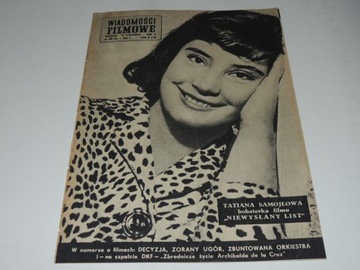 WIADOMOŚCI
FILMOWE
TATIANA SAMOJŁOWA
bohaterka filmu
„NIEWYSŁANY LIST”
W numerze o filmach: DECYZJA, ZORANY UGÓR, ZBUNTOWANA ORKIESTRA
i — na szpalcie DKF — „Zbrodnicze życie Archibalda de la Cruz”